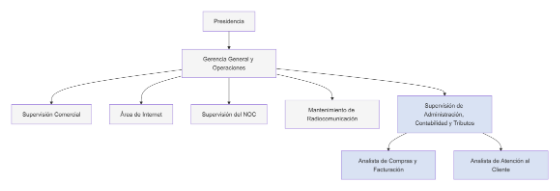 Presidencia
Gerencia General y
Operaciones
Supervisión Comercial
Área de Internet
Supervisión del NOC
Mantenimiento de
Radiocomunicación
Supervisión de
Administración,
Contabilidad y Tributos
Analista de Compras y
Facturación
Analista de Atención al
Cliente